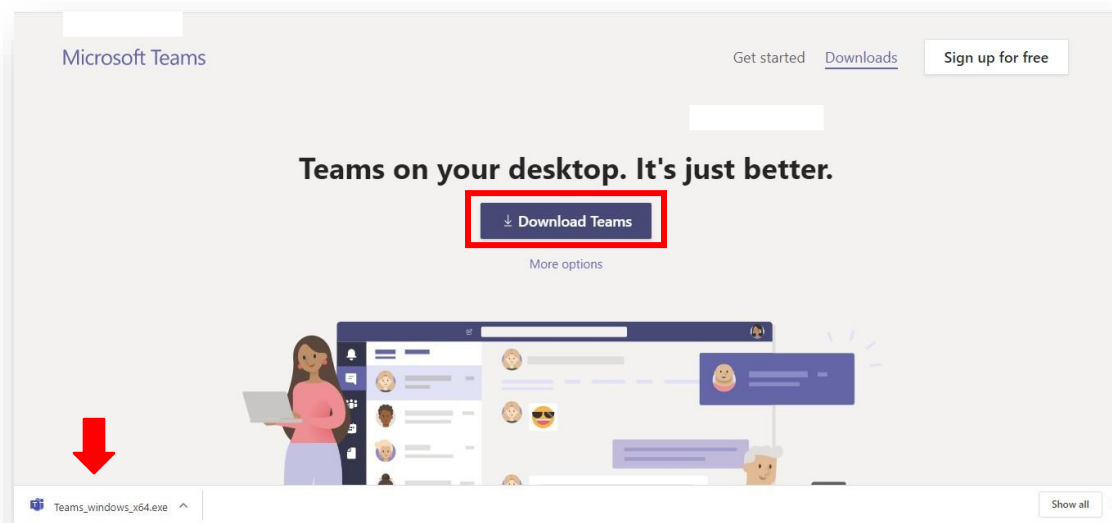 Microsoft Teams
Get started Downloads Sign up for free
Teams on your desktop. It's just better.
Download Teams
More options
Teams_windows_x64.exe
Show all